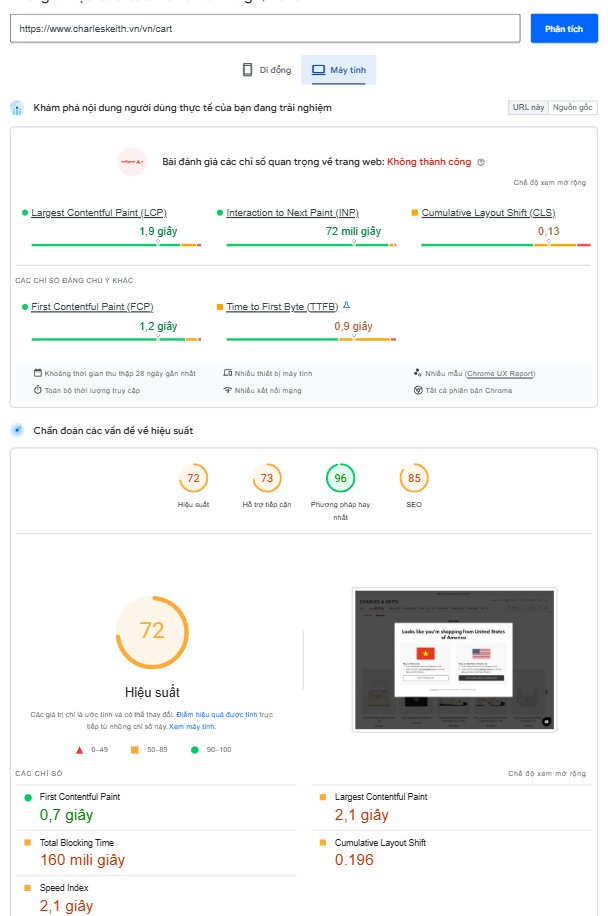 https://www.charleskeith.vn/vn/cart
Phân tích
Di động
Máy tính
Khám phá nội dung người dùng thực tế của bạn đang trải nghiệm
URL này
Nguồn gốc
Bài đánh giá các chỉ số quan trọng về trang web: Không thành công
Chế độ xem mở rộng
Largest Contentful Paint (LCP)
1,9 giây
Interaction to Next Paint (INP)
72 mili giây
Cumulative Layout Shift (CLS)
0,13
CÁC CHỈ SỐ ĐÁNG CHÚ Ý KHÁC
First Contentful Paint (FCP)
1,2 giây
Time to First Byte (TTFB)
0,9 giây
Khoảng thời gian thu thập 28 ngày gần nhất
Nhiều thiết bị máy tính
Nhiều mẫu (Chrome UX Report)
Toàn bộ thời lượng truy cập
Nhiều kết nối mạng
Tất cả phiên bản Chrome
Chẩn đoán các vấn đề về hiệu suất
72
Hiệu suất
73
Hỗ trợ tiếp cận
96
Phương pháp hay
nhất
85
SEO
72
Hiệu suất
Các giá trị chỉ là ước tính và có thể thay đổi. Điểm hiệu quả được tính trực
tiếp từ những chỉ số này. Xem máy tính.
0–49
50–89
90–100
CHARLES & KEITH
Looks like you're shopping from United States
of America
CÁC CHỈ SỐ
Chế độ xem mở rộng
First Contentful Paint
0,7 giây
Largest Contentful Paint
2,1 giây
Total Blocking Time
160 mili giây
Cumulative Layout Shift
0.196
Speed Index
2,1 giây